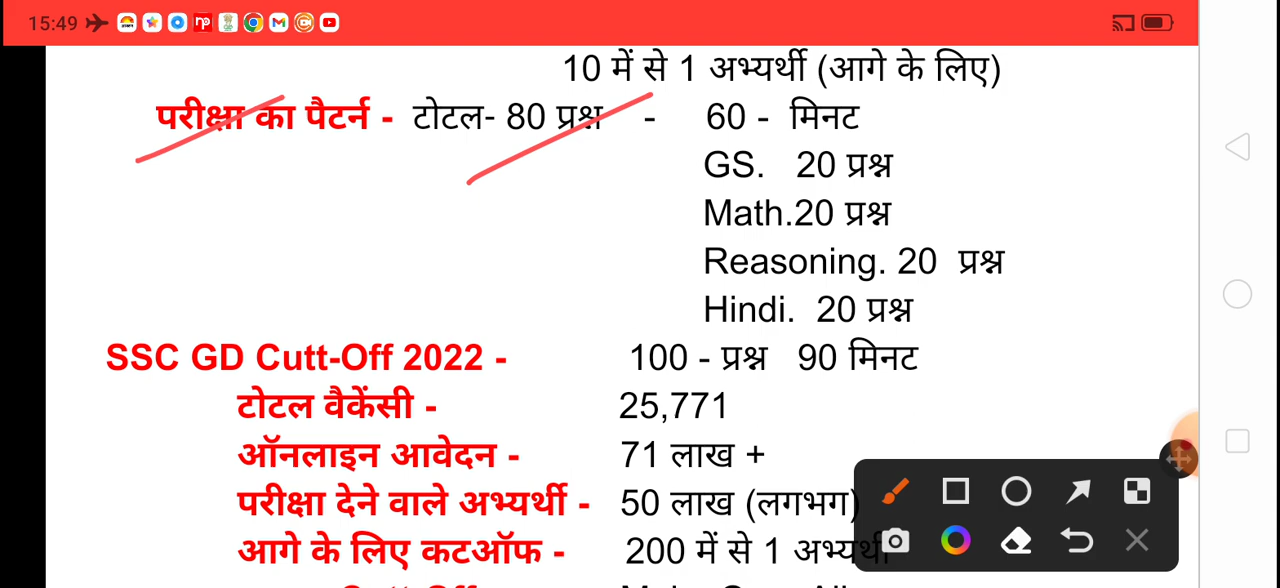 15:49
10 में से 1 अभ्यर्थी (आगे के लिए)
परीक्षा का पैटर्न - टोटल- 80 प्रश्न - 60 - मिनट
GS. 20 प्रश्न
Math.20 प्रश्न
Reasoning. 20 प्रश्न
Hindi. 20 प्रश्न
SSC GD Cutt-Off 2022 - 100 - प्रश्न 90 मिनट
टोटल वैकेंसी - 25,771
ऑनलाइन आवेदन - 71 लाख +
परीक्षा देने वाले अभ्यर्थी - 50 लाख (लगभग)
आगे के लिए कटऑफ - 200 में से 1 अभ्यर्थी